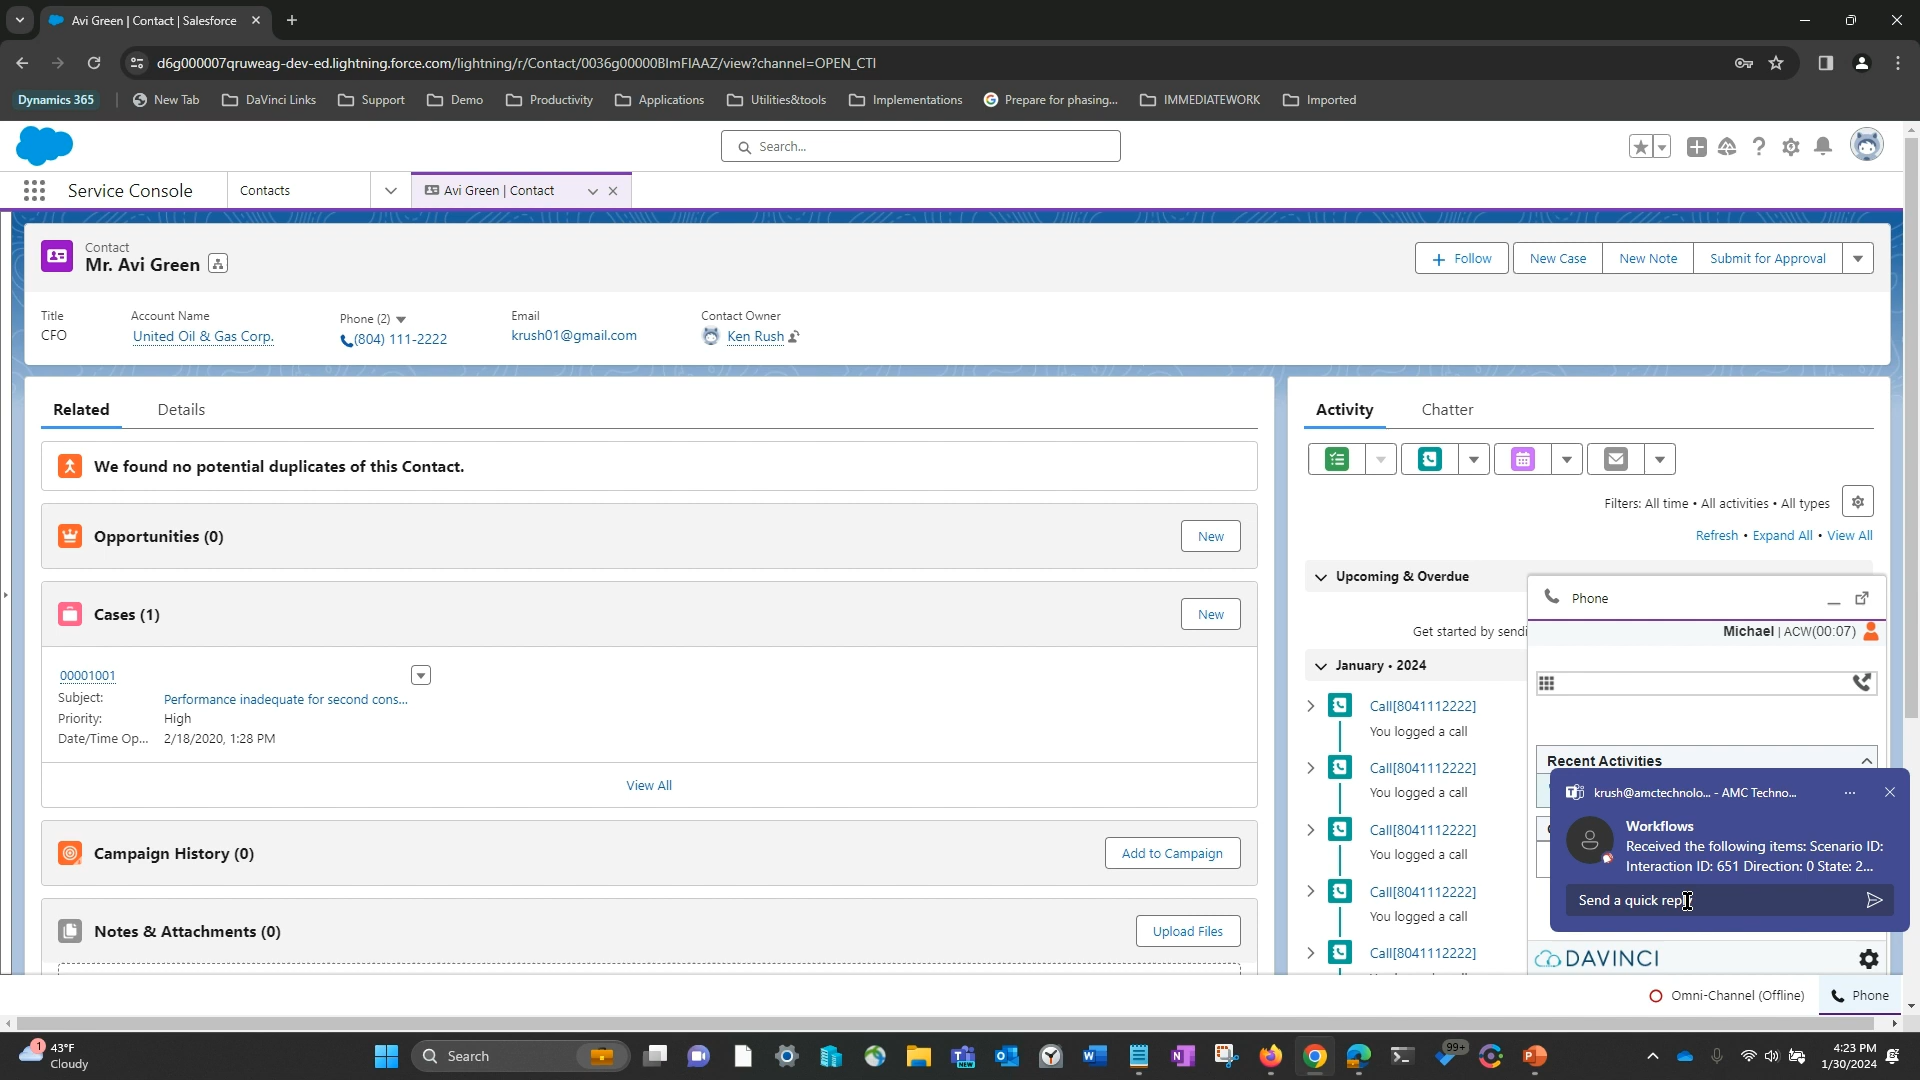 Avi Green | Contact | Salesforce
d6g000007qruweag-dev-ed.lightning.force.com/lightning/r/Contact/0036g00000BlmFlAAZ/view?channel=OPEN_CTI
Dynamics 365
New Tab
DaVinci Links
Support
Demo
Productivity
Applications
Utilities&tools
Implementations
Prepare for phasing...
IMMEDIATEWORK
Imported
Search...
Service Console
Contacts
Avi Green | Contact
Contact
Mr. Avi Green
Follow
New Case
New Note
Submit for Approval
Title
CFO
Account Name
United Oil & Gas Corp.
Phone (2)
(804) 111-2222
Email
krush01@gmail.com
Contact Owner
Ken Rush
Related
Details
We found no potential duplicates of this Contact.
Opportunities (0)
New
Cases (1)
New
00001001
Subject:
Performance inadequate for second cons...
Priority:
High
Date/Time Op...
2/18/2020, 1:28 PM
View All
Campaign History (0)
Add to Campaign
Notes & Attachments (0)
Upload Files
Activity
Chatter
Filters: All time • All activities • All types
Refresh • Expand All • View All
Upcoming & Overdue
Get started by sendi
January • 2024
Call[8041112222]
You logged a call
Call[8041112222]
You logged a call
Call[8041112222]
You logged a call
Call[8041112222]
You logged a call
Call[8041112222]
Phone
Michael | ACW(00:07)
Recent Activities
krush@amctechnolo... - AMC Techno...
Workflows
Received the following items: Scenario ID:
Interaction ID: 651 Direction: 0 State: 2...
Send a quick rep
DAVINCI
Omni-Channel (Offline)
Phone
1
43°F
Cloudy
Search
NEW
99+
4:23 PM
1/30/2024